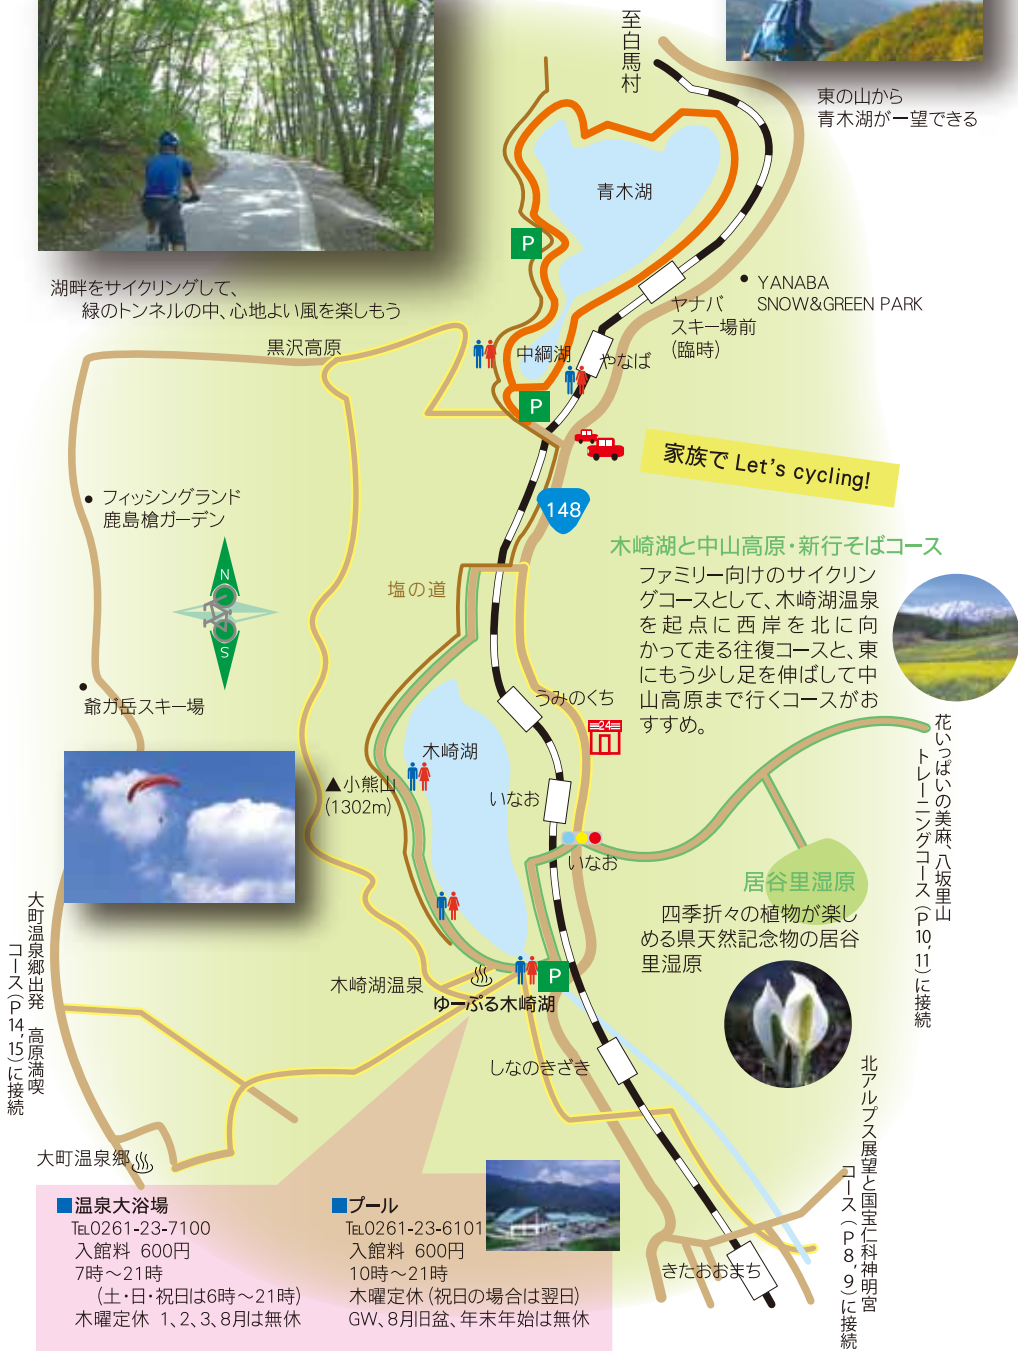 至白馬村
東の山から
青木湖が一望できる
青木湖
P
湖畔をサイクリングして、
緑のトンネルの中、心地よい風を楽しもう
YANABA
SNOW&GREEN PARK
ヤナバ
スキー場前
(臨時)
黒沢高原
中綱湖
やなば
P
家族で Let's cycling!
フィッシングランド
鹿島槍ガーデン
148
木崎湖と中山高原・新行そばコース
ファミリー向けのサイクリン
グコースとして、木崎湖温泉
を起点に西岸を北に向
かって走る往復コースと、東
にもう少し足を伸ばして中
山高原まで行くコースがお
すすめ。
N
S
塩の道
爺ガ岳スキー場
うみのくち
24
木崎湖
▲小熊山
(1302m)
いなお
いなお
花いっぱいの美麻、八坂里山
トレーニングコース(P10,11)に接続
居谷里湿原
四季折々の植物が楽し
める県天然記念物の居谷
里湿原
大町温泉郷出発 高原満喫
コース(P14,15)に接続
木崎湖温泉
P
ゆーぷる木崎湖
しなのきざき
北アルプス展望と国宝仁科神明宮
コース(P8,9)に接続
大町温泉郷
きたおおまち
■温泉大浴場
℡0261-23-7100
入館料 600円
7時～21時
(土・日・祝日は6時～21時)
木曜定休 1、2、3、8月は無休
■プール
℡0261-23-6101
入館料 600円
10時～21時
木曜定休(祝日の場合は翌日)
GW、8月旧盆、年末年始は無休